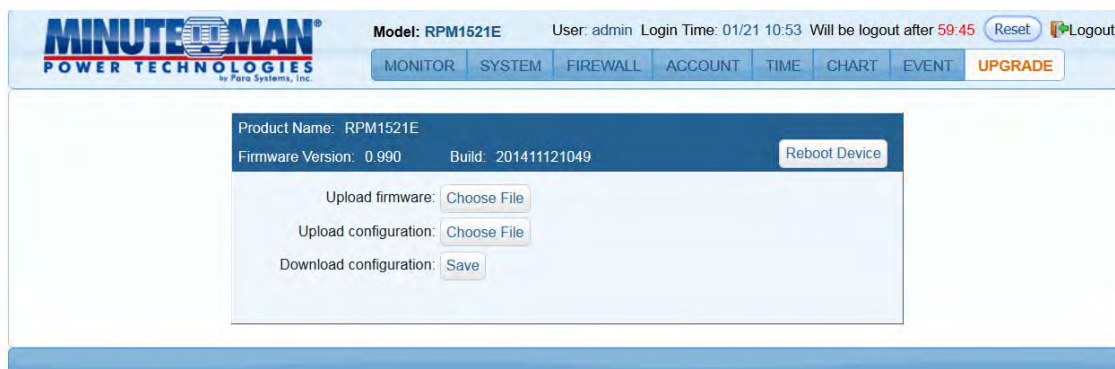 MINUTEMAN®
POWER TECHNOLOGIES
by Para Systems, Inc.
Model: RPM1521E User: admin Login Time: 01/21 10:53 Will be logout after 59:45 Reset Logout
MONITOR SYSTEM FIREWALL ACCOUNT TIME CHART EVENT UPGRADE
Product Name: RPM1521E
Firmware Version: 0.990 Build: 201411121049 Reboot Device
Upload firmware: Choose File
Upload configuration: Choose File
Download configuration: Save